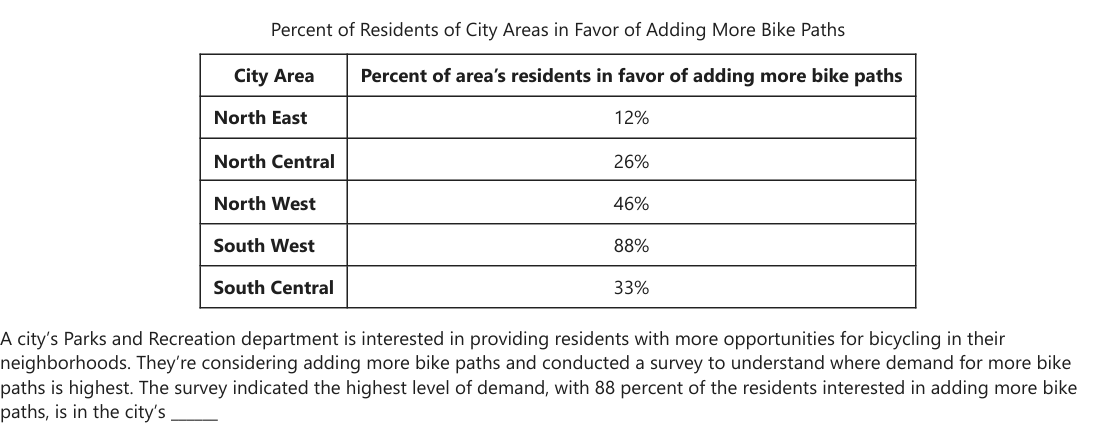 Percent of Residents of City Areas in Favor of Adding More Bike Paths
City Area Percent of area’s residents in favor of adding more bike paths
North East 12%
North Central 26%
North West 46%
South West 88%
South Central 33%
A city’s Parks and Recreation department is interested in providing residents with more opportunities for bicycling in their
neighborhoods. They’re considering adding more bike paths and conducted a survey to understand where demand for more bike
paths is highest. The survey indicated the highest level of demand, with 88 percent of the residents interested in adding more bike
paths, is in the city’s ______